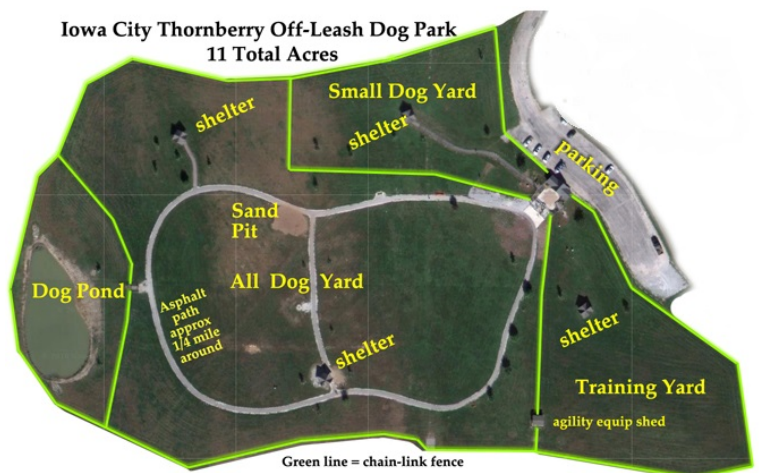 Iowa City Thornberry Off-Leash Dog Park
11 Total Acres
shelter
Small Dog Yard
shelter
parking
Sand
Pit
Dog Pond
All Dog Yard
Asphalt
path
approx
1/4 mile
around
shelter
shelter
Training Yard
agility equip shed
Green line = chain-link fence